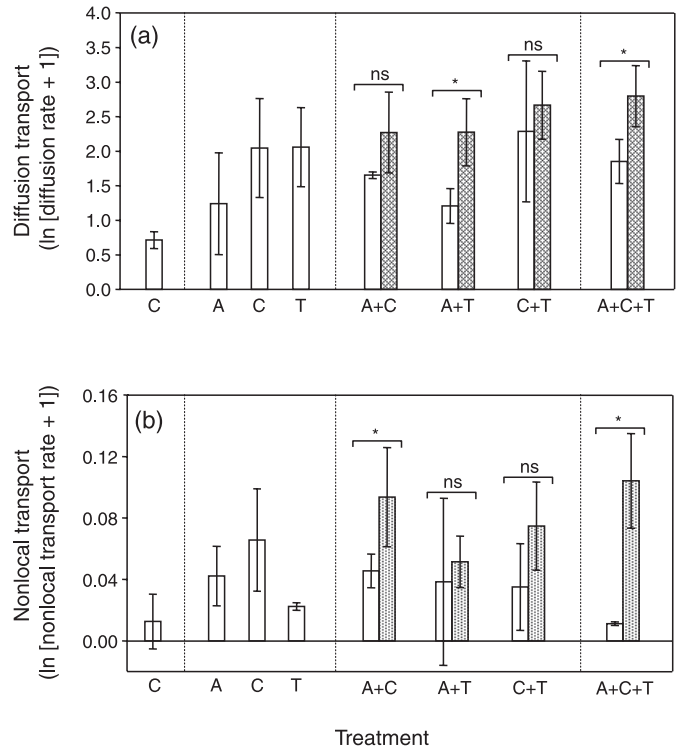 (a)
Diffusion transport
(ln [diffusion rate + 1])
4.0
3.5
3.0
2.5
2.0
1.5
1.0
0.5
0.0
ns
*
ns
*
C A C T A+C A+T C+T A+C+T
(b)
Nonlocal transport
(ln [nonlocal transport rate + 1])
0.16
0.12
0.08
0.04
0.00
*
ns
ns
*
C A C T A+C A+T C+T A+C+T
Treatment